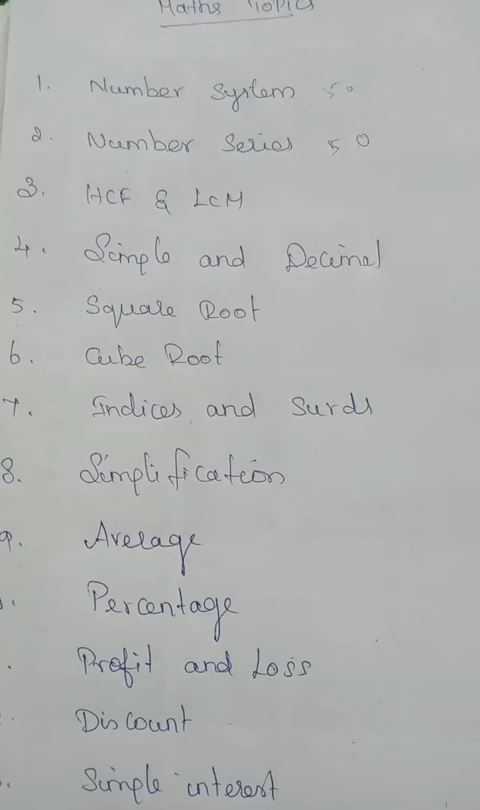 Maths Topics
1. Number System 50
2. Number Series 50
3. HCF & LCM
4. Simple and Decimal
5. Square Root
6. Cube Root
7. Indices and Surds
8. Simplification
9. Average
Percentage
Profit and Loss
Discount
Simple interest